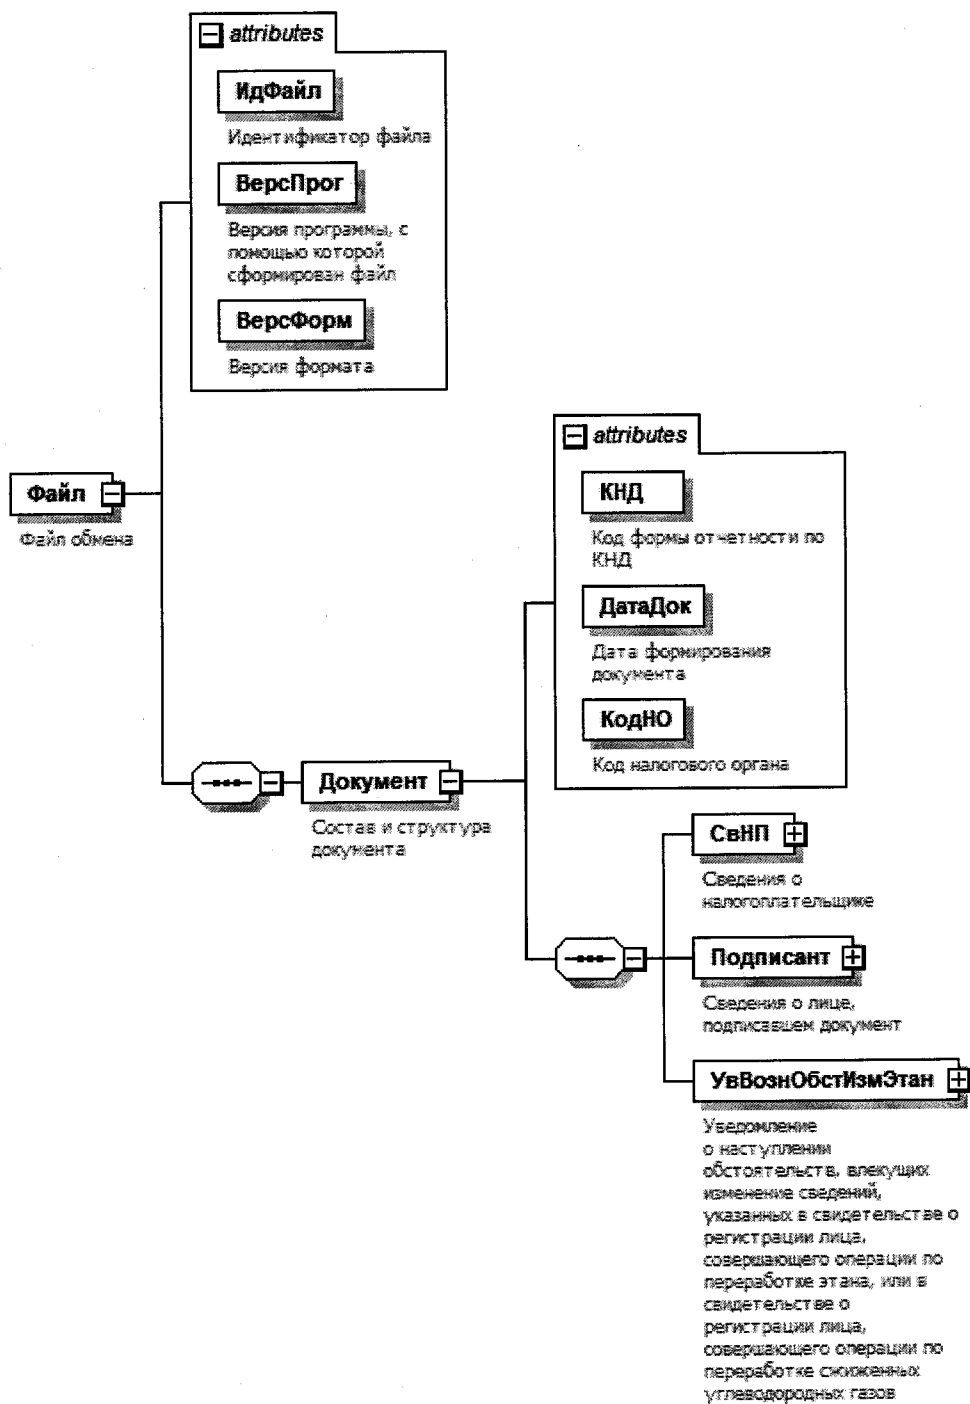 attributes
ИдФайл
Идентификатор файла
ВерсПрог
Версия программы, с
помощью которой
сформирован файл
ВерсФорм
Версия формата
Файл
Файл обмена
attributes
КНД
Код формы отчетности по
КНД
ДатаДок
Дата формирования
документа
КодНО
Код налогового органа
Документ
Состав и структура
документа
СвНП
Сведения о
налогоплательщике
Подписант
Сведения о лице,
подписавшем документ
УвВознОбстИзмЭтан
Уведомление
о наступлении
обстоятельств, влекущих
изменение сведений,
указанных в свидетельстве о
регистрации лица,
совершающего операции по
переработке этана, или в
свидетельстве о
регистрации лица,
совершающего операции по
переработке сжиженных
углеводородных газов